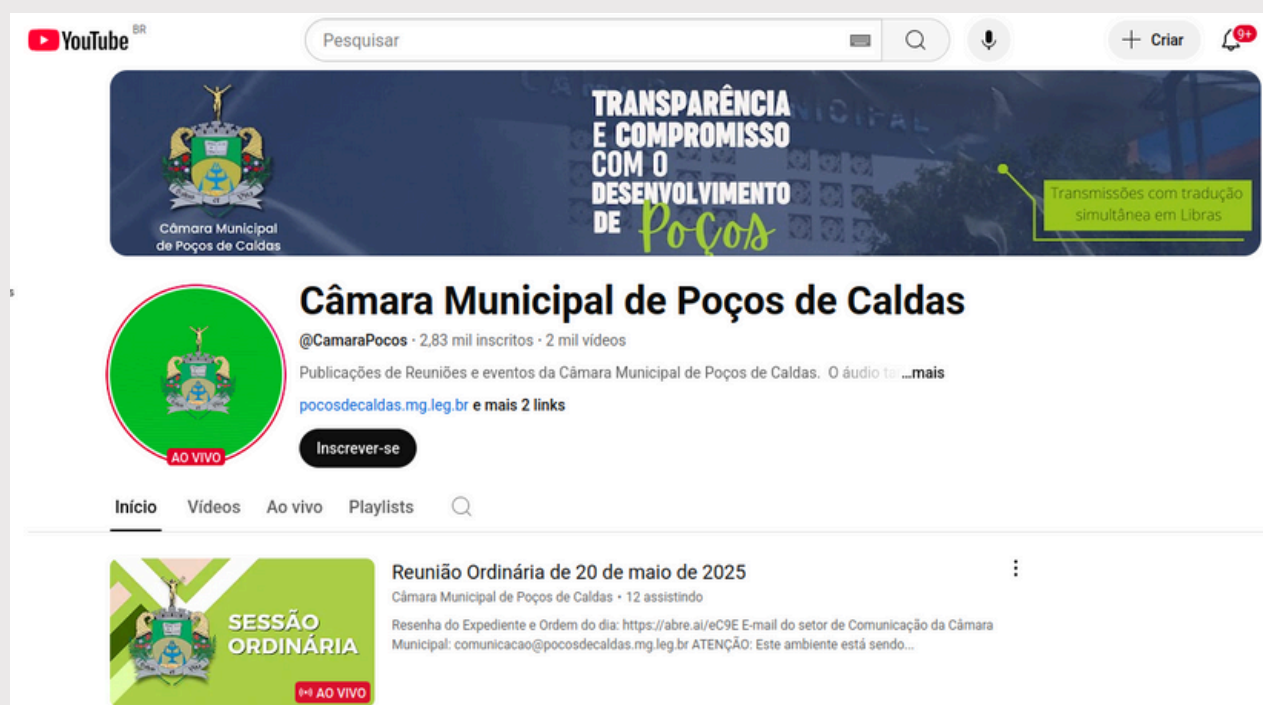 YouTube BR
Pesquisar
Criar
9+
CÂMARA MUNICIPAL
TRANSPARÊNCIA
E COMPROMISSO
COM O
DESENVOLVIMENTO
DE Poços
Câmara Municipal
de Poços de Caldas
Transmissões com tradução
simultânea em Libras
Câmara Municipal de Poços de Caldas
@CamaraPocos · 2,83 mil inscritos · 2 mil vídeos
Publicações de Reuniões e eventos da Câmara Municipal de Poços de Caldas. O áudio ...mais
pocosdecaldas.mg.leg.br e mais 2 links
AO VIVO
Inscrever-se
Início Vídeos Ao vivo Playlists
SESSÃO
ORDINÁRIA
AO VIVO
Reunião Ordinária de 20 de maio de 2025
Câmara Municipal de Poços de Caldas • 12 assistindo
Resenha do Expediente e Ordem do dia: https://abre.ai/eC9E E-mail do setor de Comunicação da Câmara
Municipal: comunicacao@pocosdecaldas.mg.leg.br ATENÇÃO: Este ambiente está sendo...